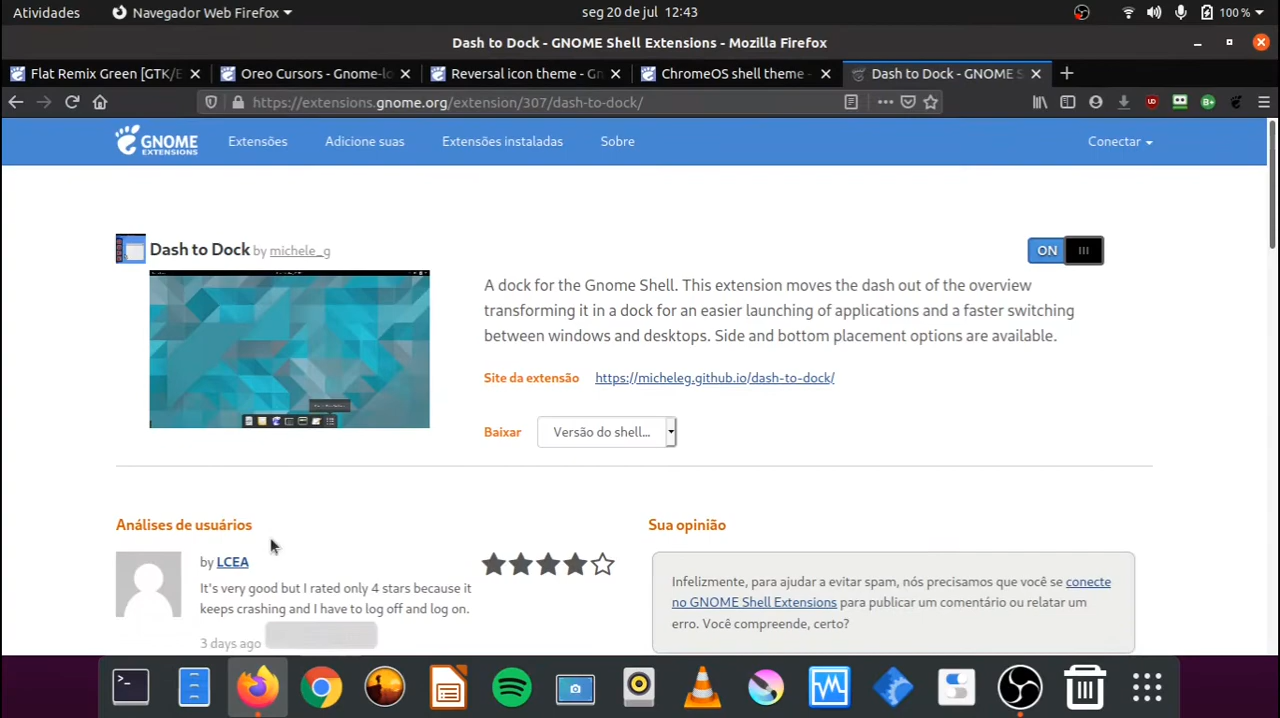 Atividades
Navegador Web Firefox
seg 20 de jul 12:43
100 %
Dash to Dock - GNOME Shell Extensions - Mozilla Firefox
Flat Remix Green [GTK/E
Oreo Cursors - Gnome-lo
Reversal icon theme - Gn
ChromeOS shell theme -
Dash to Dock - GNOME S
https://extensions.gnome.org/extension/307/dash-to-dock/
GNOME EXTENSIONS
Extensões
Adicione suas
Extensões instaladas
Sobre
Conectar
Dash to Dock by michele_g
ON
A dock for the Gnome Shell. This extension moves the dash out of the overview
transforming it in a dock for an easier launching of applications and a faster switching
between windows and desktops. Side and bottom placement options are available.
Site da extensão https://micheleg.github.io/dash-to-dock/
Baixar Versão do shell...
Análises de usuários
by LCEA
It's very good but I rated only 4 stars because it
keeps crashing and I have to log off and log on.
3 days ago
Sua opinião
Infelizmente, para ajudar a evitar spam, nós precisamos que você se conecte
no GNOME Shell Extensions para publicar um comentário ou relatar um
erro. Você compreende, certo?